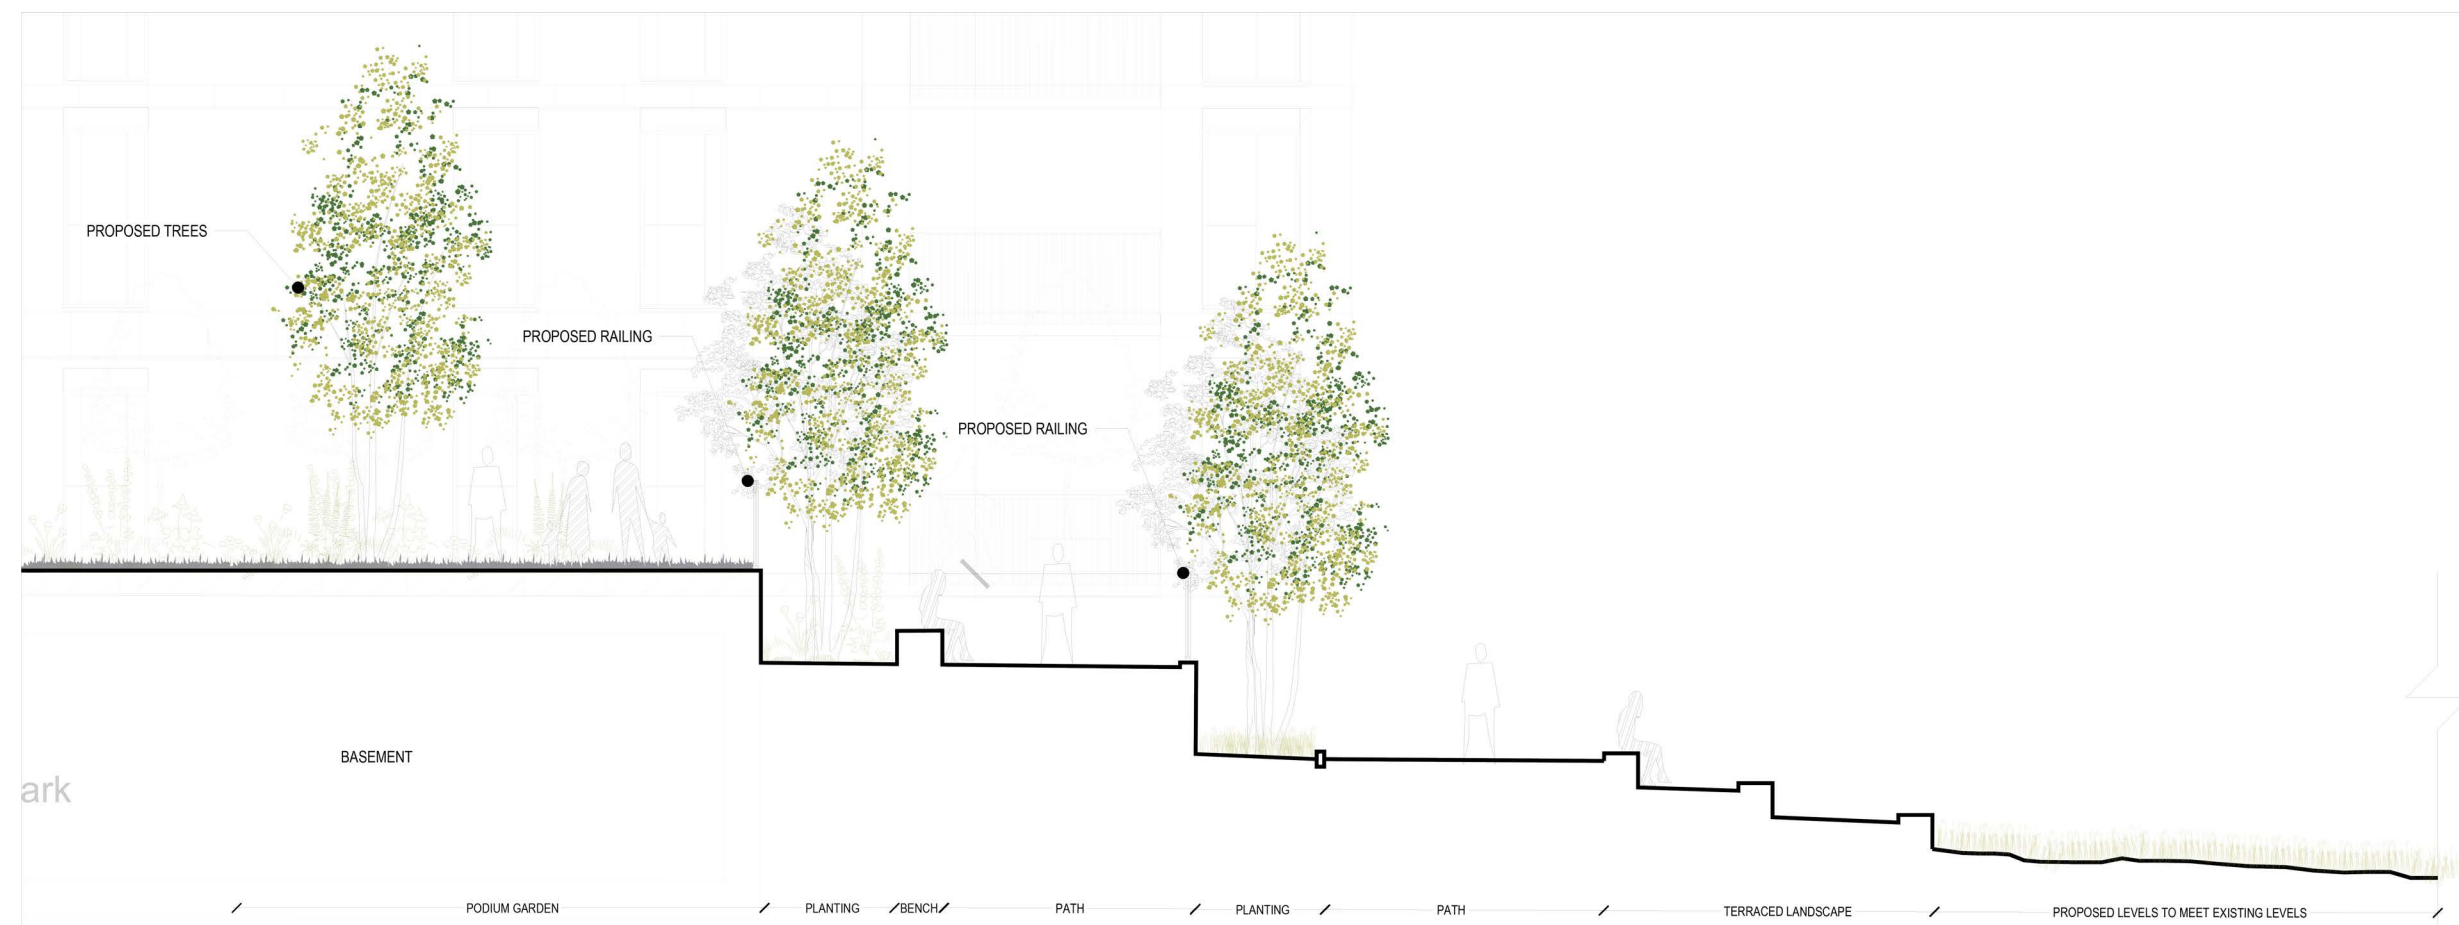 PROPOSED TREES
PROPOSED RAILING
PROPOSED RAILING
BASEMENT
ark
PODIUM GARDEN
PLANTING
BENCH
PATH
PLANTING
PATH
TERRACED LANDSCAPE
PROPOSED LEVELS TO MEET EXISTING LEVELS